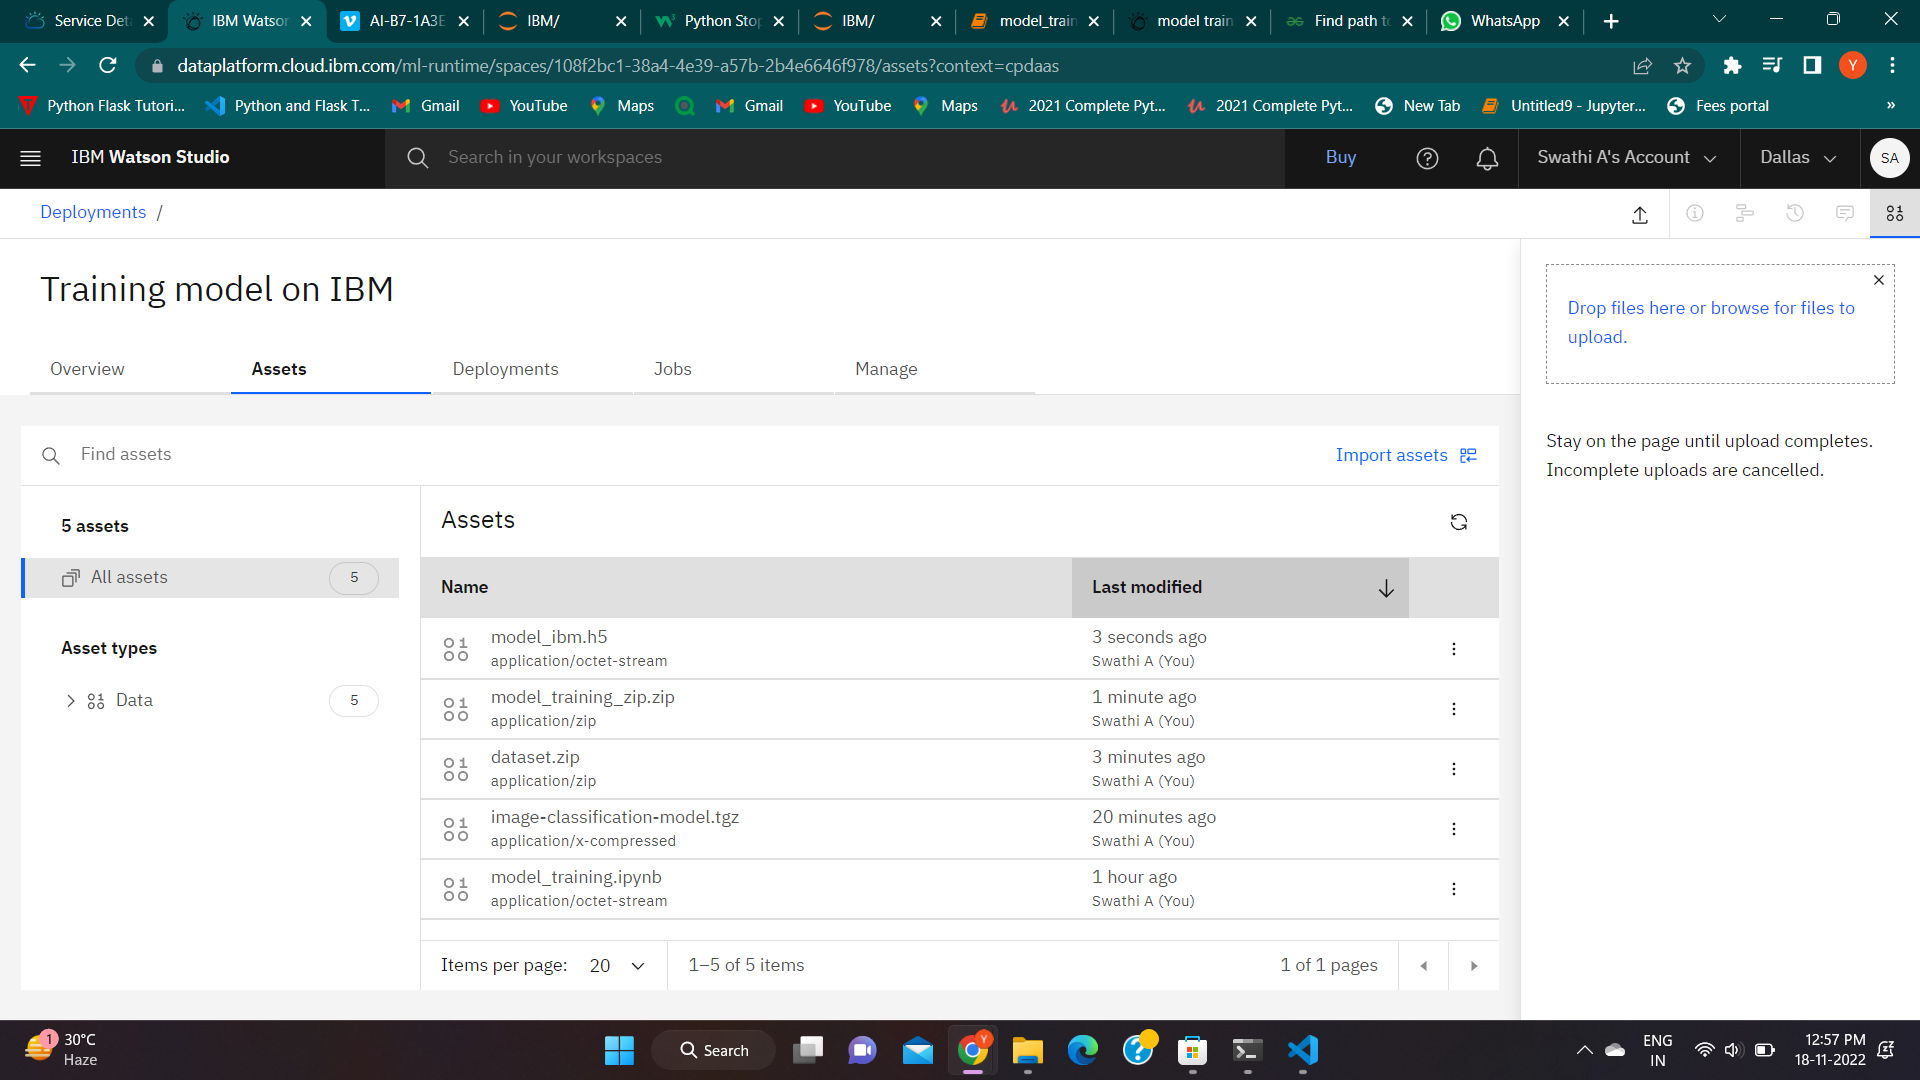 Service Det
IBM Watson
AI-B7-1A3E
IBM/
Python Stop
IBM/
model_train
model train
Find path to
WhatsApp
dataplatform.cloud.ibm.com/ml-runtime/spaces/108f2bc1-38a4-4e39-a57b-2b4e6646f978/assets?context=cpdaas
Y
Python Flask Tutori...
Python and Flask T...
Gmail
YouTube
Maps
Gmail
YouTube
Maps
2021 Complete Pyt...
2021 Complete Pyt...
New Tab
Untitled9 - Jupyter...
Fees portal
»
IBM Watson Studio
Search in your workspaces
Buy
Swathi A's Account
Dallas
SA
Deployments /
Training model on IBM
Drop files here or browse for files to
upload.
Overview
Assets
Deployments
Jobs
Manage
Stay on the page until upload completes.
Incomplete uploads are cancelled.
Find assets
Import assets
5 assets
All assets 5
Asset types
Data 5
Assets
Name Last modified
model_ibm.h5 3 seconds ago
application/octet-stream Swathi A (You)
model_training_zip.zip 1 minute ago
application/zip Swathi A (You)
dataset.zip 3 minutes ago
application/zip Swathi A (You)
image-classification-model.tgz 20 minutes ago
application/x-compressed Swathi A (You)
model_training.ipynb 1 hour ago
application/octet-stream Swathi A (You)
Items per page: 20 1–5 of 5 items 1 of 1 pages
1
30°C
Haze
Search
Y
ENG
IN
12:57 PM
18-11-2022